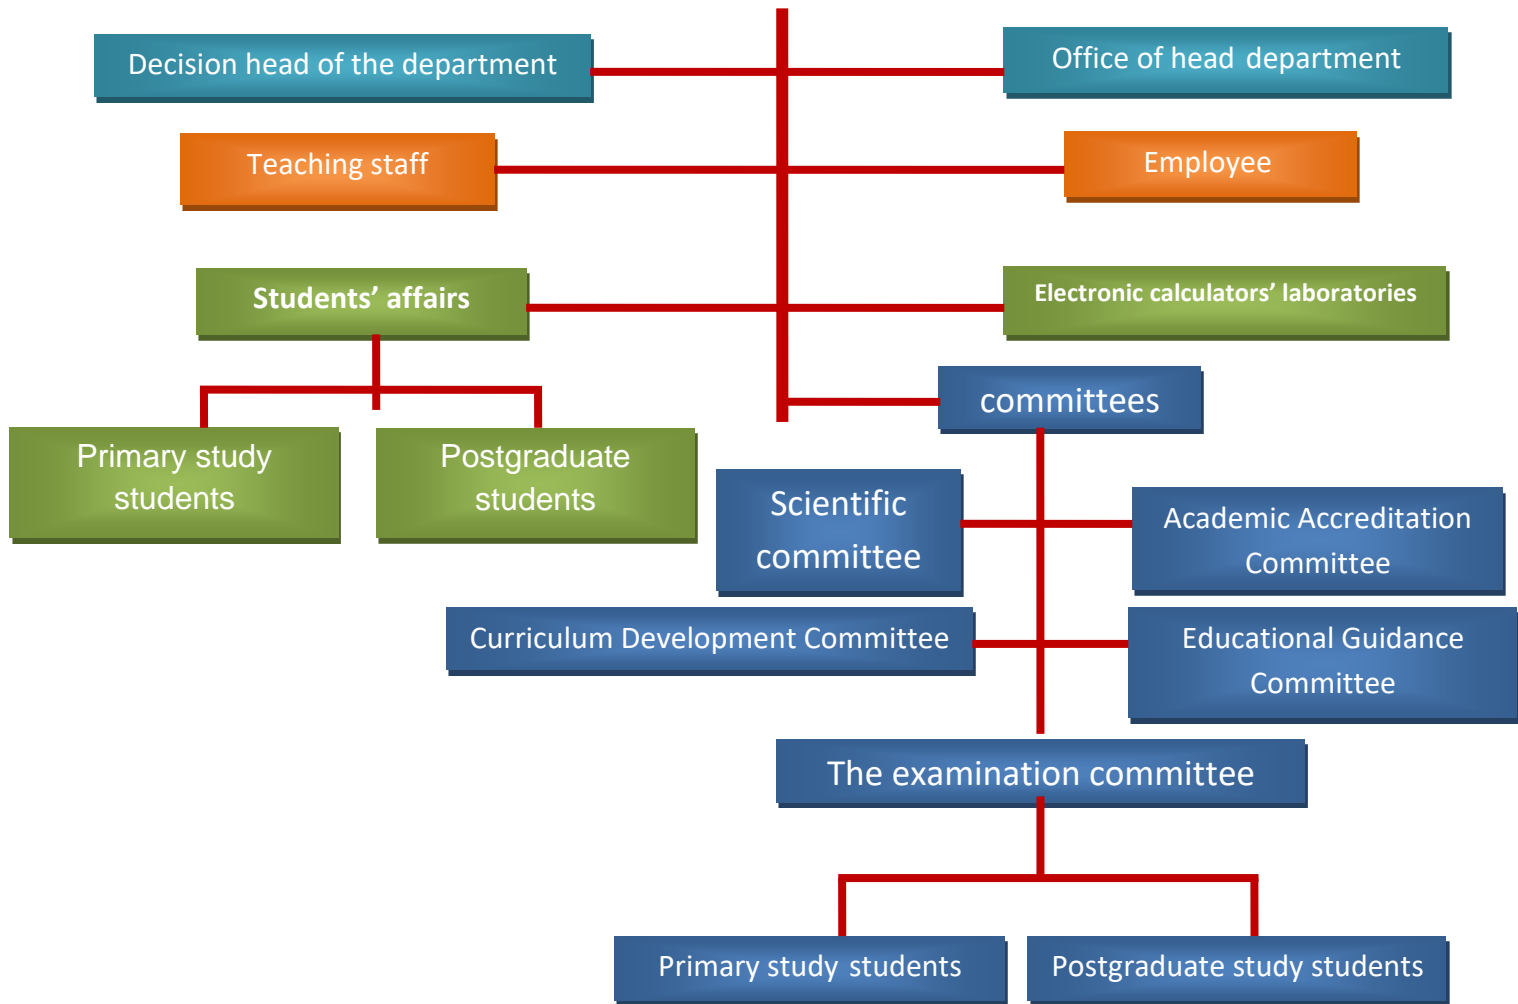 Decision head of the department
Office of head department
Teaching staff
Employee
Students’ affairs
Electronic calculators’ laboratories
committees
Primary study
students
Postgraduate
students
Scientific
committee
Academic Accreditation
Committee
Curriculum Development Committee
Educational Guidance
Committee
The examination committee
Primary study students
Postgraduate study students